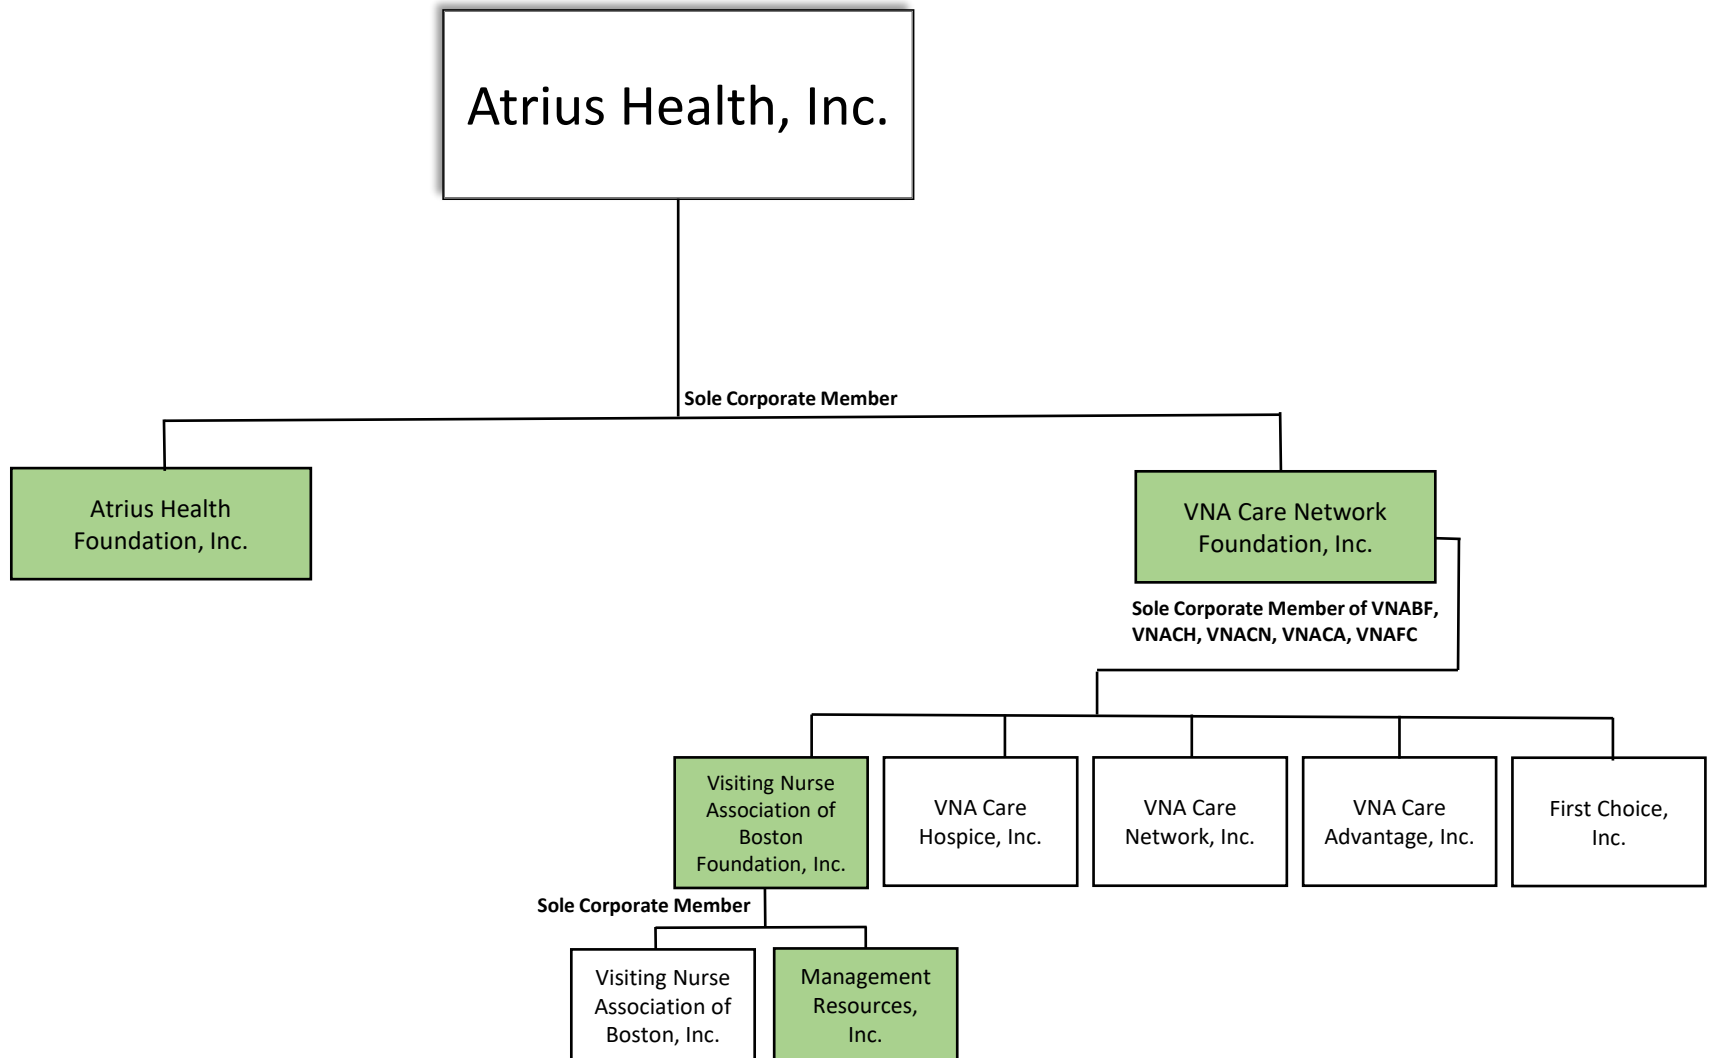 Atrius Health, Inc.
Sole Corporate Member
Atrius Health
Foundation, Inc.
VNA Care Network
Foundation, Inc.
Sole Corporate Member of VNABF,
VNACH, VNACN, VNACA, VNAFC
Visiting Nurse
Association of
Boston
Foundation, Inc.
VNA Care
Hospice, Inc.
VNA Care
Network, Inc.
VNA Care
Advantage, Inc.
First Choice,
Inc.
Sole Corporate Member
Visiting Nurse
Association of
Boston, Inc.
Management
Resources,
Inc.